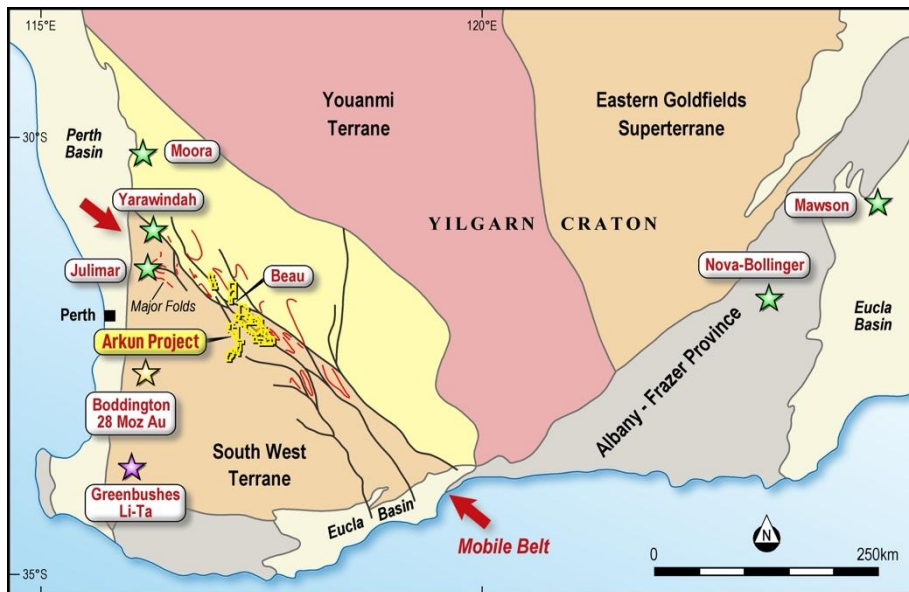 115°E
120°E
30°S
35°S
Perth
Basin
Moora
Yarawindah
Julimar
Major Folds
Perth
Beau
Arkun Project
Boddington
28 Moz Au
Greenbushes
Li-Ta
South West
Terrane
Youanmi
Terrane
YILGARN CRATON
Eastern Goldfields
Superterrane
Mawson
Nova-Bollinger
Eucla
Basin
Albany - Frazer Province
Eucla Basin
Mobile Belt
N
0 250km